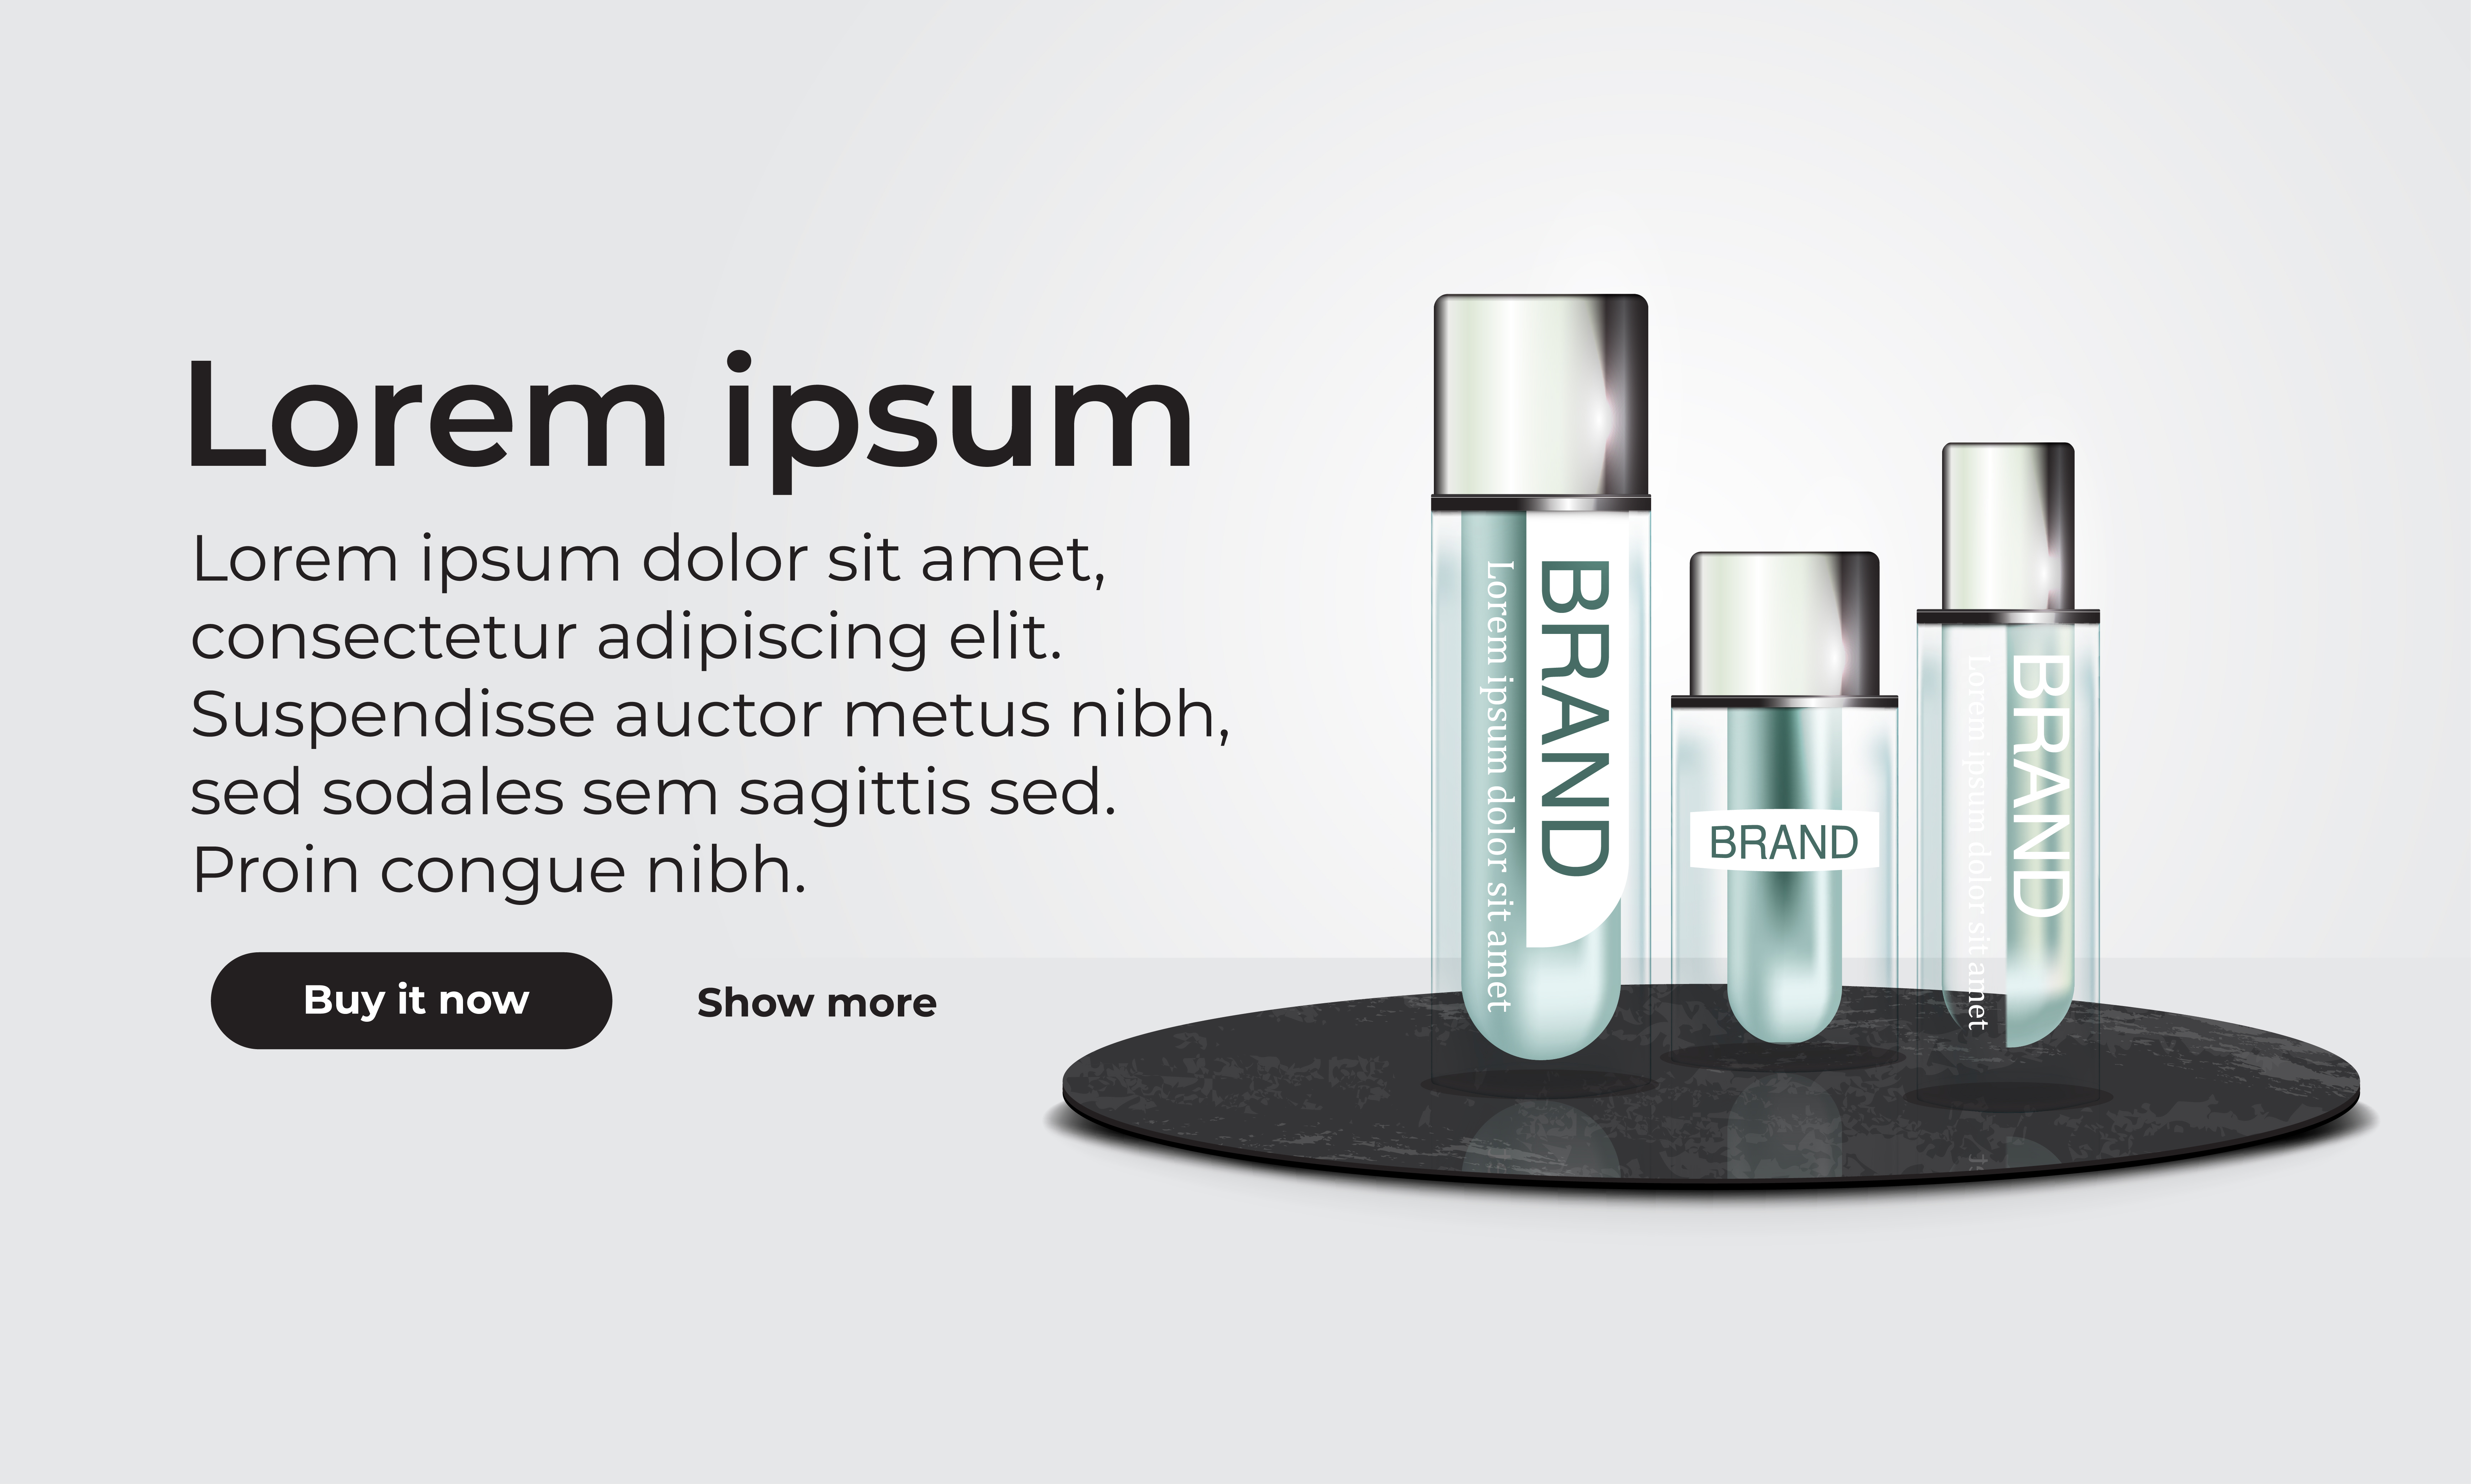 Lorem ipsum
Lorem ipsum dolor sit amet,
consectetur adipiscing elit.
Suspendisse auctor metus nibh,
sed sodales sem sagittis sed.
Proin congue nibh.
Buy it now
Show more
BRAND
Lorem ipsum dolor sit amet
BRAND
BRAND
Lorem ipsum dolor sit amet